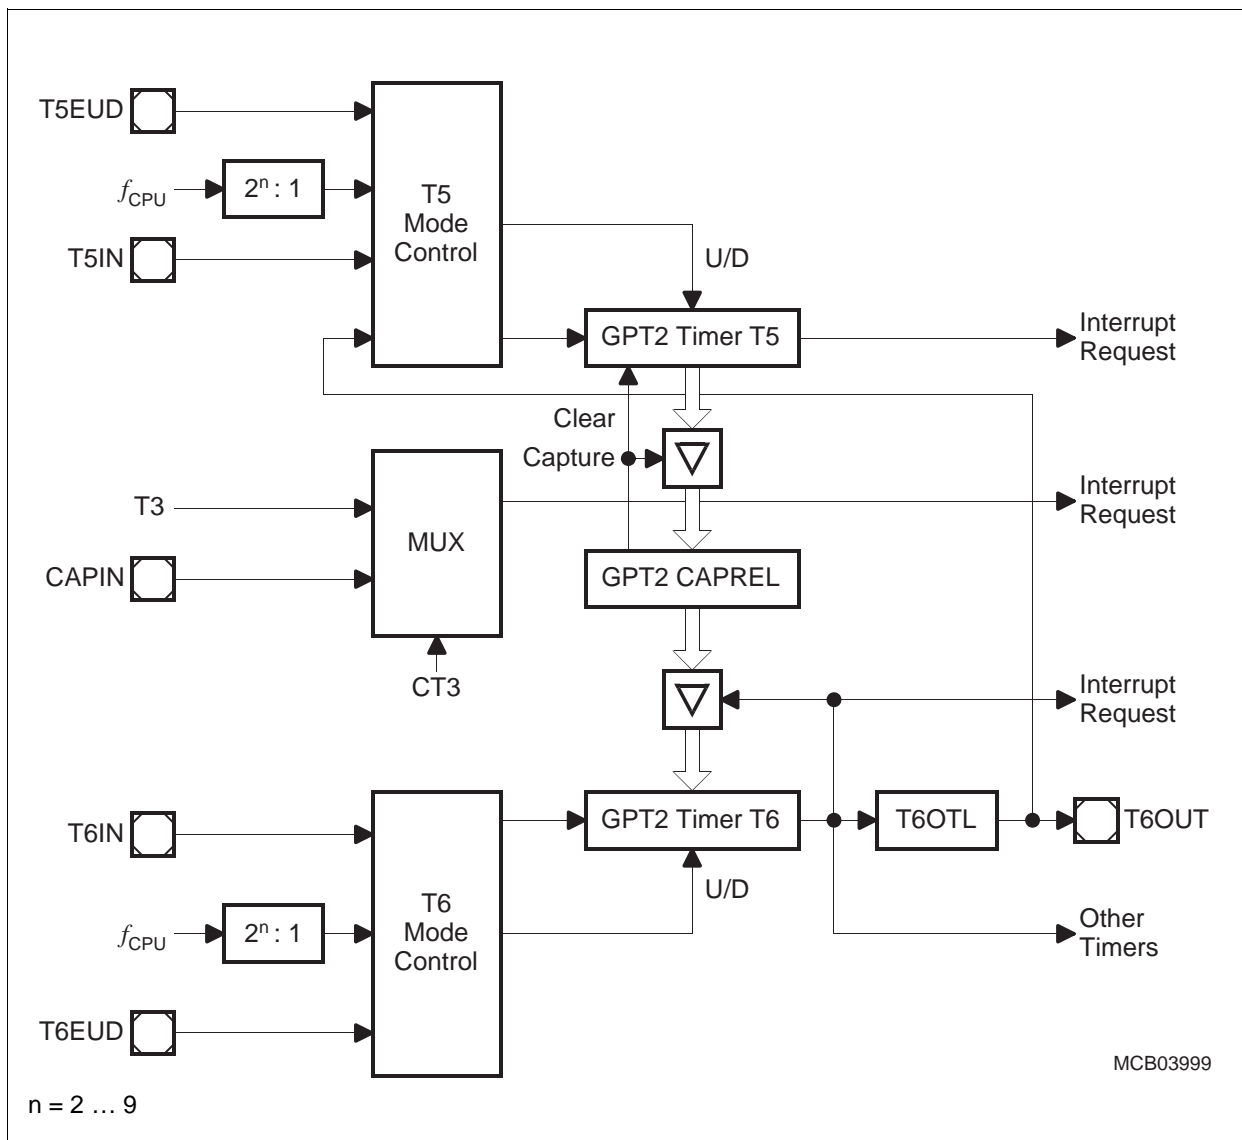 T5EUD
fCPU
2ⁿ : 1
T5IN
T5
Mode
Control
U/D
GPT2 Timer T5
Interrupt
Request
Clear
Capture
T3
CAPIN
MUX
CT3
Interrupt
Request
GPT2 CAPREL
Interrupt
Request
T6IN
fCPU
2ⁿ : 1
T6EUD
T6
Mode
Control
GPT2 Timer T6
U/D
T6OTL
T6OUT
Other
Timers
MCB03999
n = 2 … 9